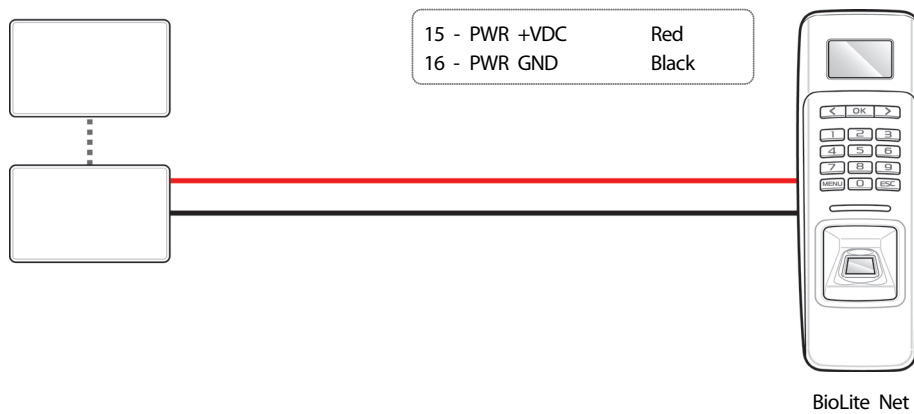 15 - PWR +VDC Red
16 - PWR GND Black
< OK >
1 2 3
4 5 6
7 8 9
MENU 0 ESC
BioLite Net